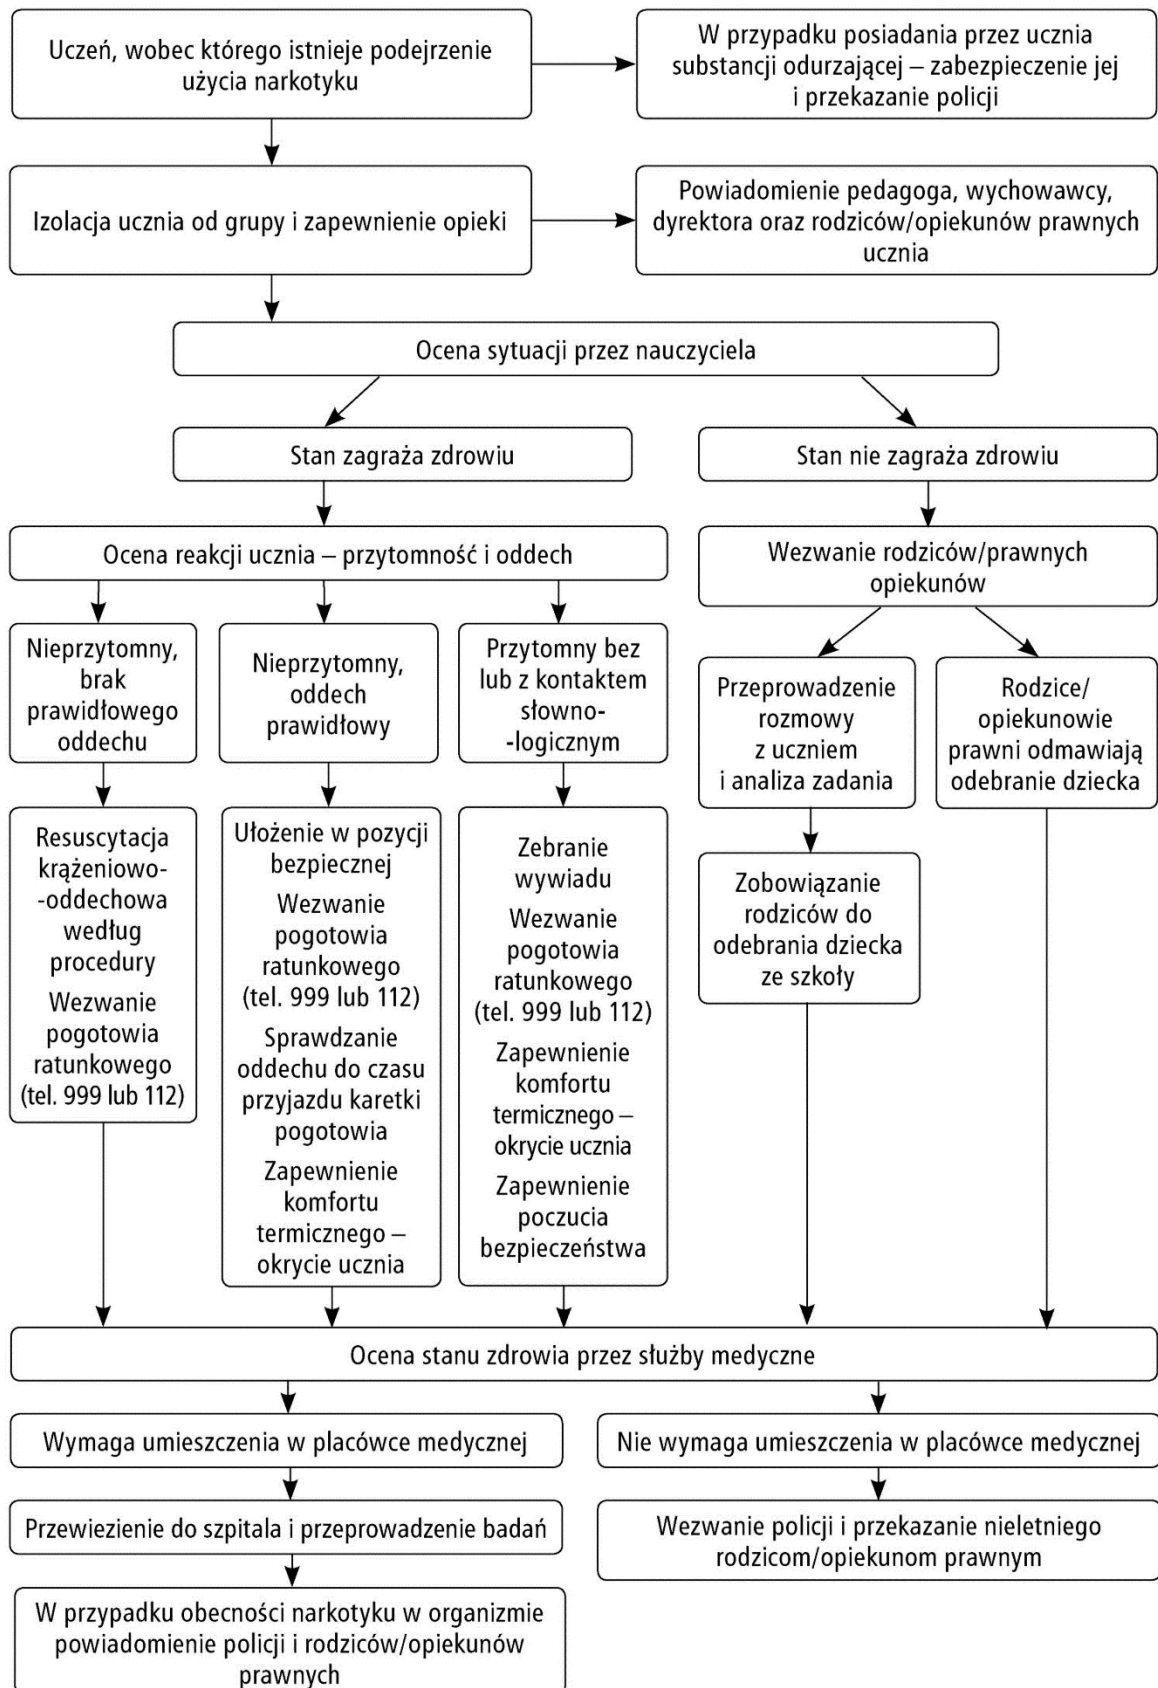 Uczeń, wobec którego istnieje podejrzenie
użycia narkotyku
W przypadku posiadania przez ucznia
substancji odurzającej – zabezpieczenie jej
i przekazanie policji
Izolacja ucznia od grupy i zapewnienie opieki
Powiadomienie pedagoga, wychowawcy,
dyrektora oraz rodziców/opiekunów prawnych
ucznia
Ocena sytuacji przez nauczyciela
Stan zagraża zdrowiu
Stan nie zagraża zdrowiu
Ocena reakcji ucznia – przytomność i oddech
Wezwanie rodziców/prawnych
opiekunów
Nieprzytomny,
brak
prawidłowego
oddechu
Nieprzytomny,
oddech
prawidłowy
Przytomny bez
lub z kontaktem
słowno-
-logicznym
Przeprowadzenie
rozmowy
z uczniem
i analiza zadania
Rodzice/
opiekunowie
prawni odmawiają
odebranie dziecka
Resuscytacja
krążeniowo-
-oddechowa
według
procedury
Wezwanie
pogotowia
ratunkowego
(tel. 999 lub 112)
Ułożenie w pozycji
bezpiecznej
Wezwanie
pogotowia
ratunkowego
(tel. 999 lub 112)
Sprawdzanie
oddechu do czasu
przyjazdu karetki
pogotowia
Zapewnienie
komfortu
termicznego –
okrycie ucznia
Zebranie
wywiadu
Wezwanie
pogotowia
ratunkowego
(tel. 999 lub 112)
Zapewnienie
komfortu
termicznego –
okrycie ucznia
Zapewnienie
poczucia
bezpieczeństwa
Zobowiązanie
rodziców do
odebrania dziecka
ze szkoły
Ocena stanu zdrowia przez służby medyczne
Wymaga umieszczenia w placówce medycznej
Nie wymaga umieszczenia w placówce medycznej
Przewiezienie do szpitala i przeprowadzenie badań
Wezwanie policji i przekazanie nieletniego
rodzicom/opiekunom prawnym
W przypadku obecności narkotyku w organizmie
powiadomienie policji i rodziców/opiekunów
prawnych